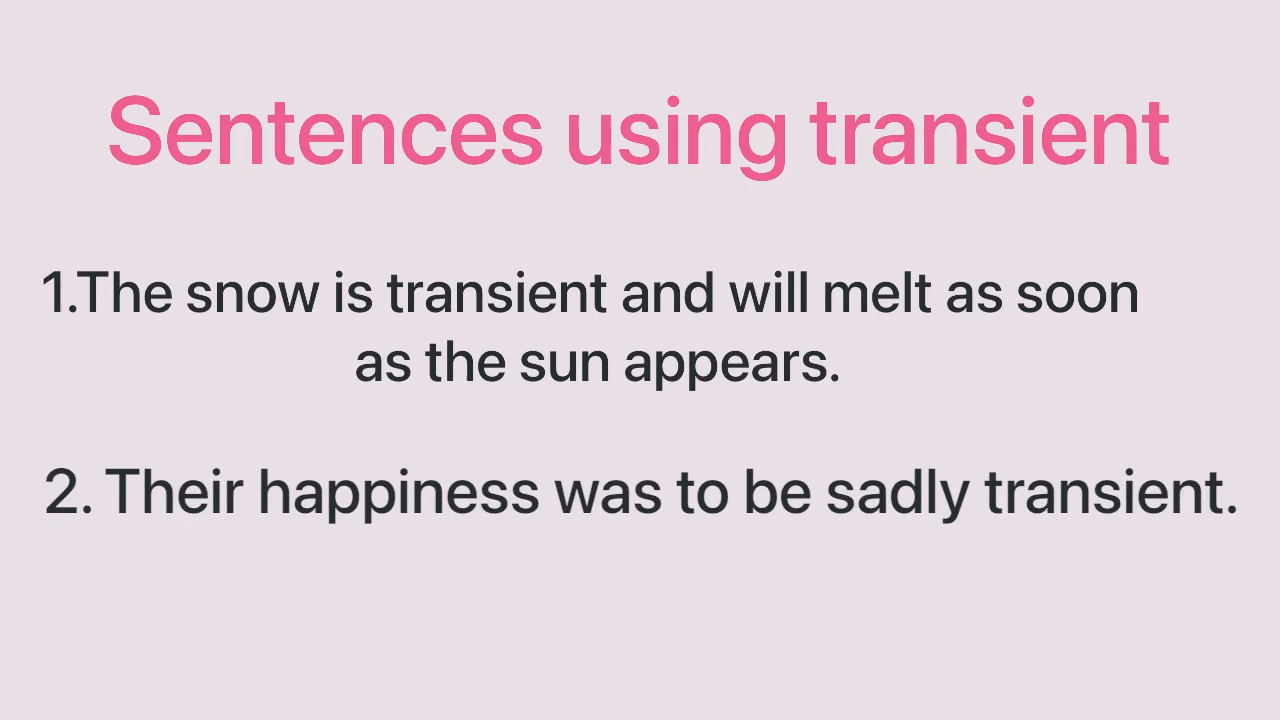 Sentences using transient
1.The snow is transient and will melt as soon
as the sun appears.
2. Their happiness was to be sadly transient.